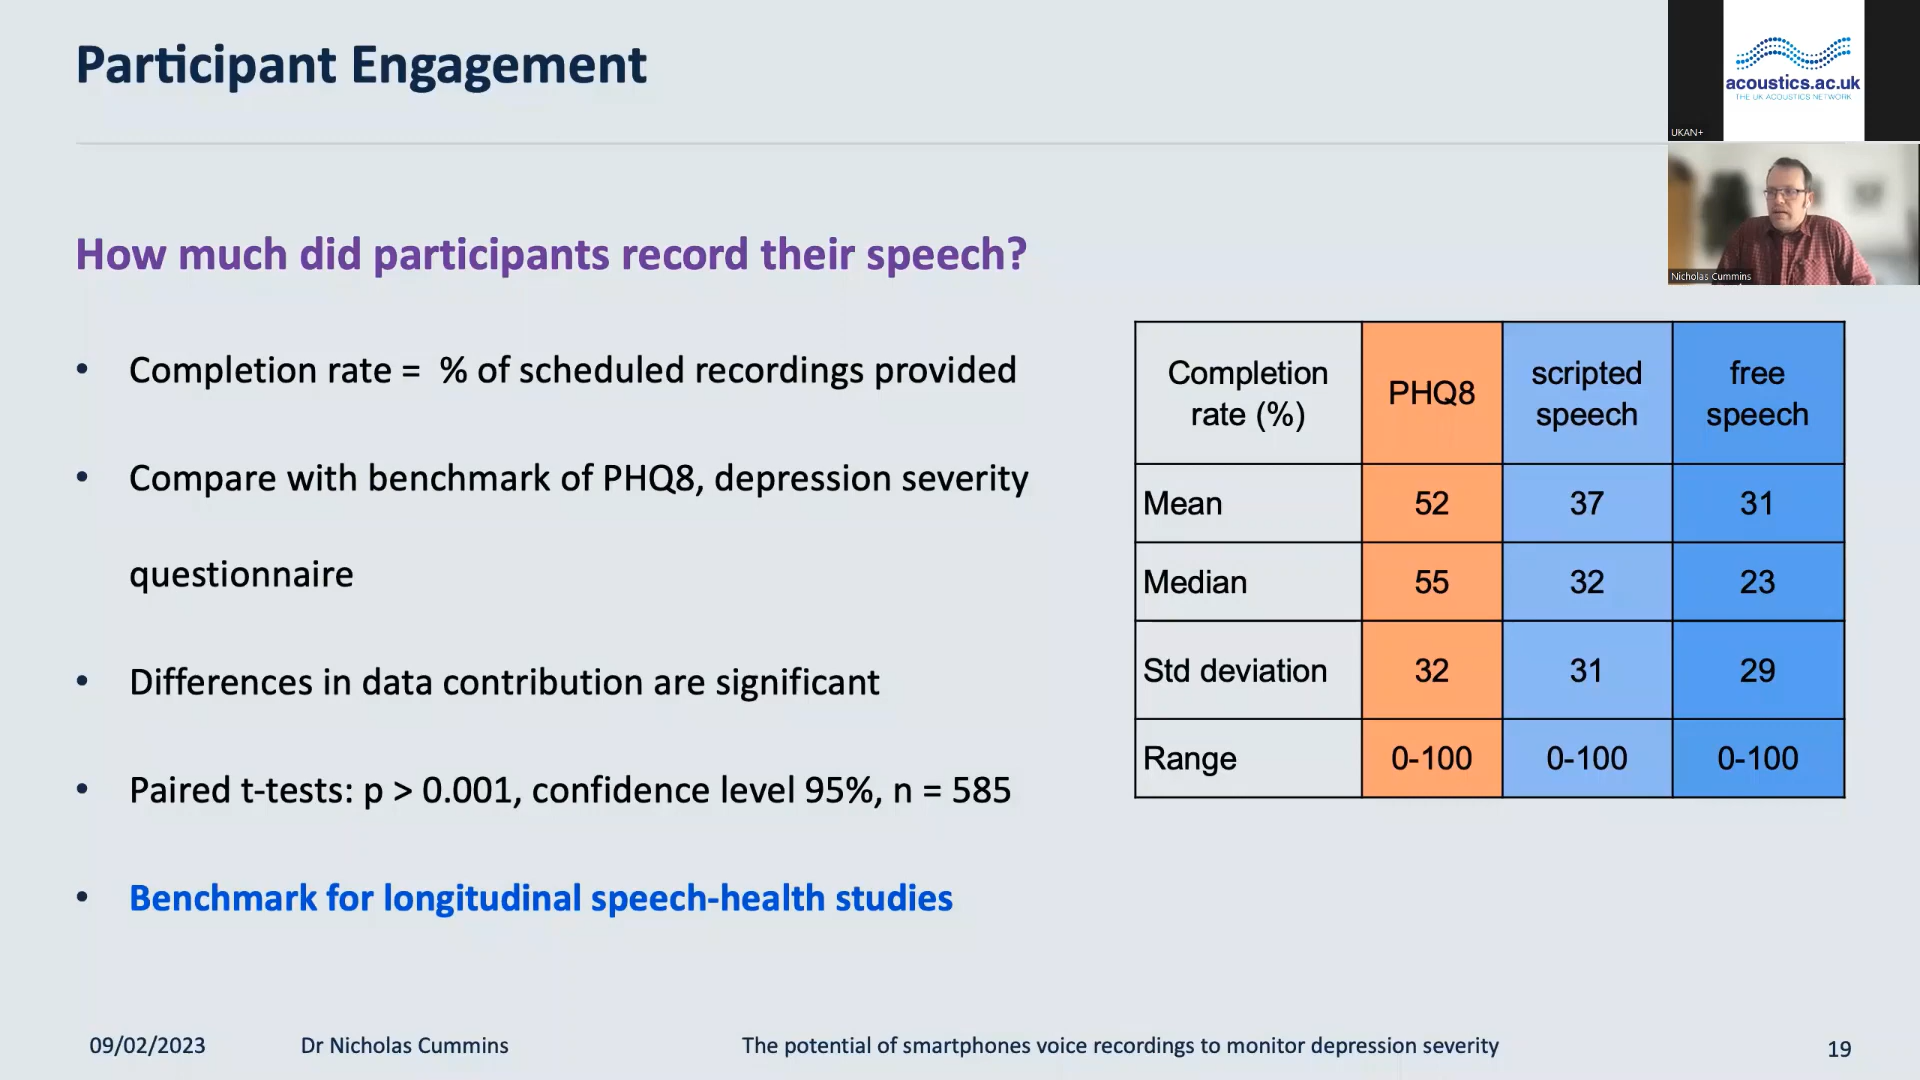 Participant Engagement
acoustics.ac.uk
THE UK ACOUSTICS NETWORK
UKAN+
Nicholas Cummins
How much did participants record their speech?
• Completion rate = % of scheduled recordings provided
• Compare with benchmark of PHQ8, depression severity
questionnaire
• Differences in data contribution are significant
• Paired t-tests: p > 0.001, confidence level 95%, n = 585
• Benchmark for longitudinal speech-health studies
Completion rate (%) PHQ8 scripted speech free speech
Mean 52 37 31
Median 55 32 23
Std deviation 32 31 29
Range 0-100 0-100 0-100
09/02/2023 Dr Nicholas Cummins The potential of smartphones voice recordings to monitor depression severity 19